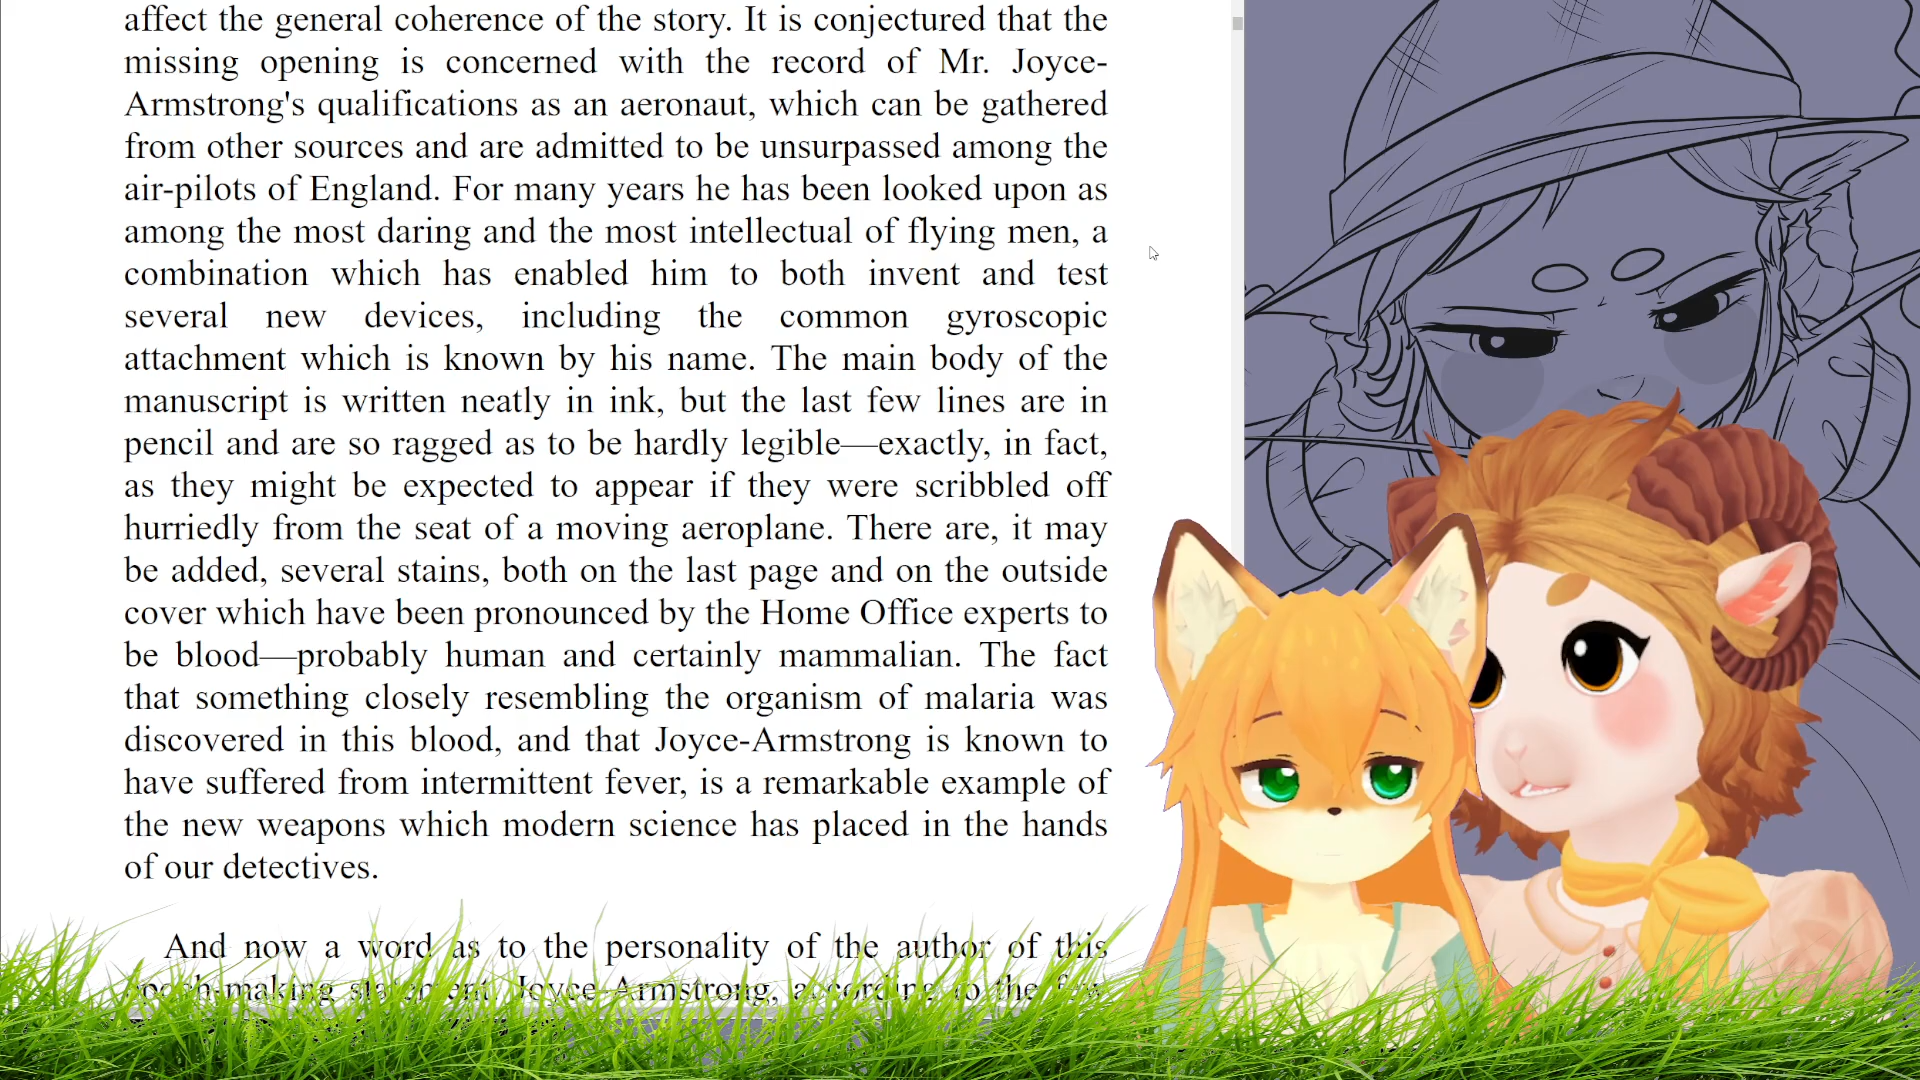 affect the general coherence of the story. It is conjectured that the
missing opening is concerned with the record of Mr. Joyce-
Armstrong's qualifications as an aeronaut, which can be gathered
from other sources and are admitted to be unsurpassed among the
air-pilots of England. For many years he has been looked upon as
among the most daring and the most intellectual of flying men, a
combination which has enabled him to both invent and test
several new devices, including the common gyroscopic
attachment which is known by his name. The main body of the
manuscript is written neatly in ink, but the last few lines are in
pencil and are so ragged as to be hardly legible—exactly, in fact,
as they might be expected to appear if they were scribbled off
hurriedly from the seat of a moving aeroplane. There are, it may
be added, several stains, both on the last page and on the outside
cover which have been pronounced by the Home Office experts to
be blood—probably human and certainly mammalian. The fact
that something closely resembling the organism of malaria was
discovered in this blood, and that Joyce-Armstrong is known to
have suffered from intermittent fever, is a remarkable example of
the new weapons which modern science has placed in the hands
of our detectives.
And now a word as to the personality of the author of this
epoch-making statement. Joyce-Armstrong, according to the few